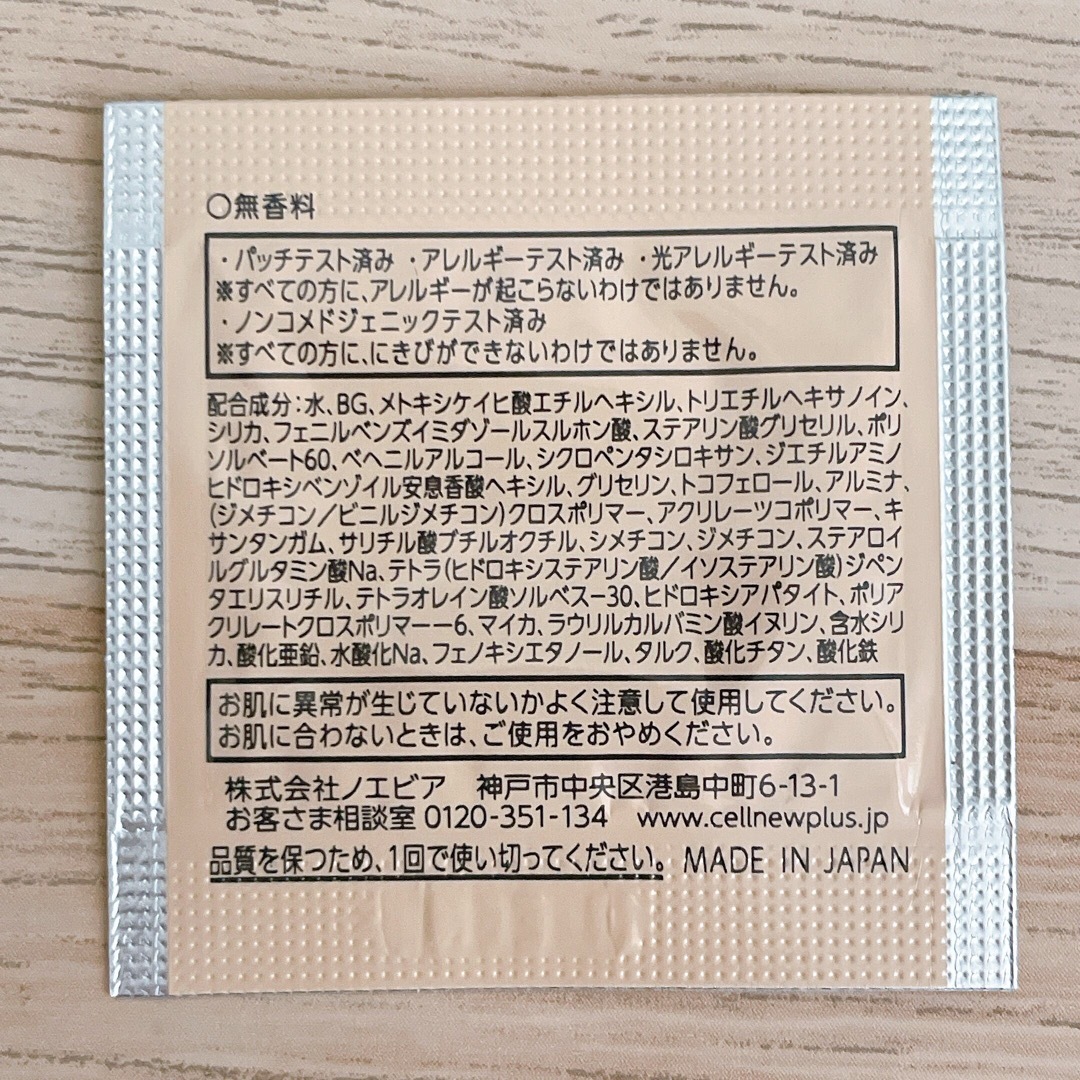 〇無香料
・パッチテスト済み ・アレルギーテスト済み ・光アレルギーテスト済み
※すべての方に、アレルギーが起こらないわけではありません。
・ノンコメドジェニックテスト済み
※すべての方に、にきびができないわけではありません。
配合成分：水、BG、メトキシケイヒ酸エチルヘキシル、トリエチルヘキサノイン、
シリカ、フェニルベンズイミダゾールスルホン酸、ステアリン酸グリセリル、ポリ
ソルベート60、ベヘニルアルコール、シクロペンタシロキサン、ジエチルアミノ
ヒドロキシベンゾイル安息香酸ヘキシル、グリセリン、トコフェロール、アルミナ、
（ジメチコン／ビニルジメチコン）クロスポリマー、アクリレーツコポリマー、キ
サンタンガム、サリチル酸ブチルオクチル、シメチコン、ジメチコン、ステアロイ
ルグルタミン酸Na、テトラ（ヒドロキシステアリン酸／イソステアリン酸）ジペン
タエリスリチル、テトラオレイン酸ソルベス－30、ヒドロキシアパタイト、ポリア
クリレートクロスポリマー－6、マイカ、ラウリルカルバミン酸イヌリン、含水シリ
カ、酸化亜鉛、水酸化Na、フェノキシエタノール、タルク、酸化チタン、酸化鉄
お肌に異常が生じていないかよく注意して使用してください。
お肌に合わないときは、ご使用をおやめください。
株式会社ノエビア 神戸市中央区港島中町6-13-1
お客さま相談室 0120-351-134 www.cellnewplus.jp
品質を保つため、1回で使い切ってください。 MADE IN JAPAN